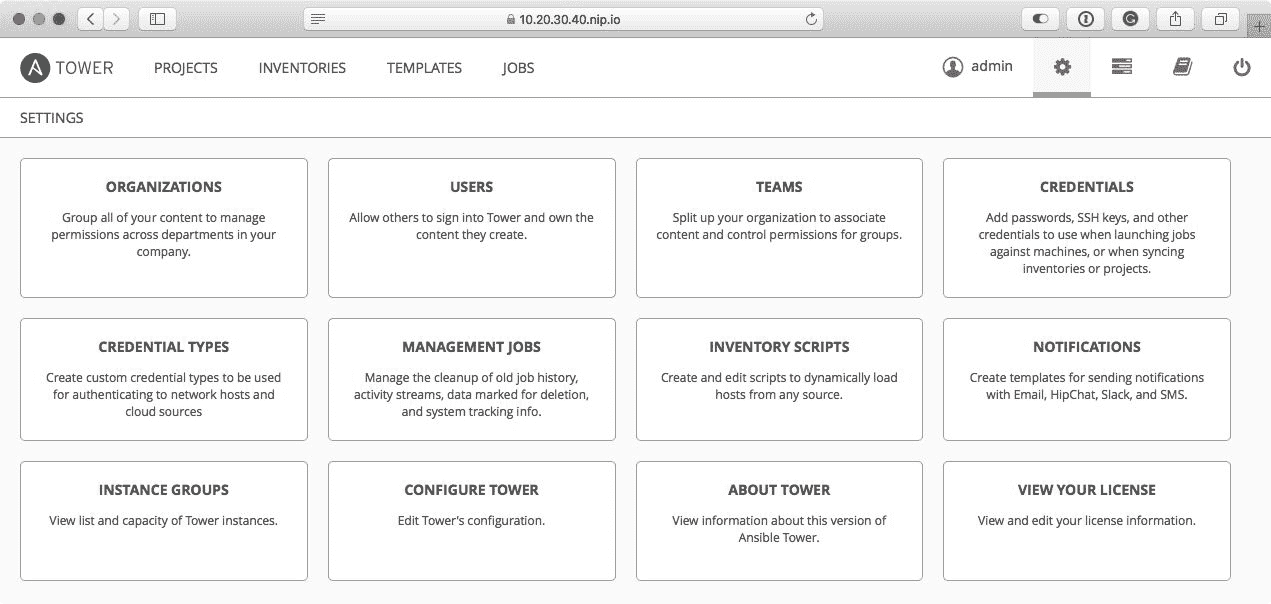 10.20.30.40.nip.io
A TOWER PROJECTS INVENTORIES TEMPLATES JOBS admin
SETTINGS
ORGANIZATIONS
Group all of your content to manage
permissions across departments in your
company.
USERS
Allow others to sign into Tower and own the
content they create.
TEAMS
Split up your organization to associate
content and control permissions for groups.
CREDENTIALS
Add passwords, SSH keys, and other
credentials to use when launching jobs
against machines, or when syncing
inventories or projects.
CREDENTIAL TYPES
Create custom credential types to be used
for authenticating to network hosts and
cloud sources
MANAGEMENT JOBS
Manage the cleanup of old job history,
activity streams, data marked for deletion,
and system tracking info.
INVENTORY SCRIPTS
Create and edit scripts to dynamically load
hosts from any source.
NOTIFICATIONS
Create templates for sending notifications
with Email, HipChat, Slack, and SMS.
INSTANCE GROUPS
View list and capacity of Tower instances.
CONFIGURE TOWER
Edit Tower's configuration.
ABOUT TOWER
View information about this version of
Ansible Tower.
VIEW YOUR LICENSE
View and edit your license information.